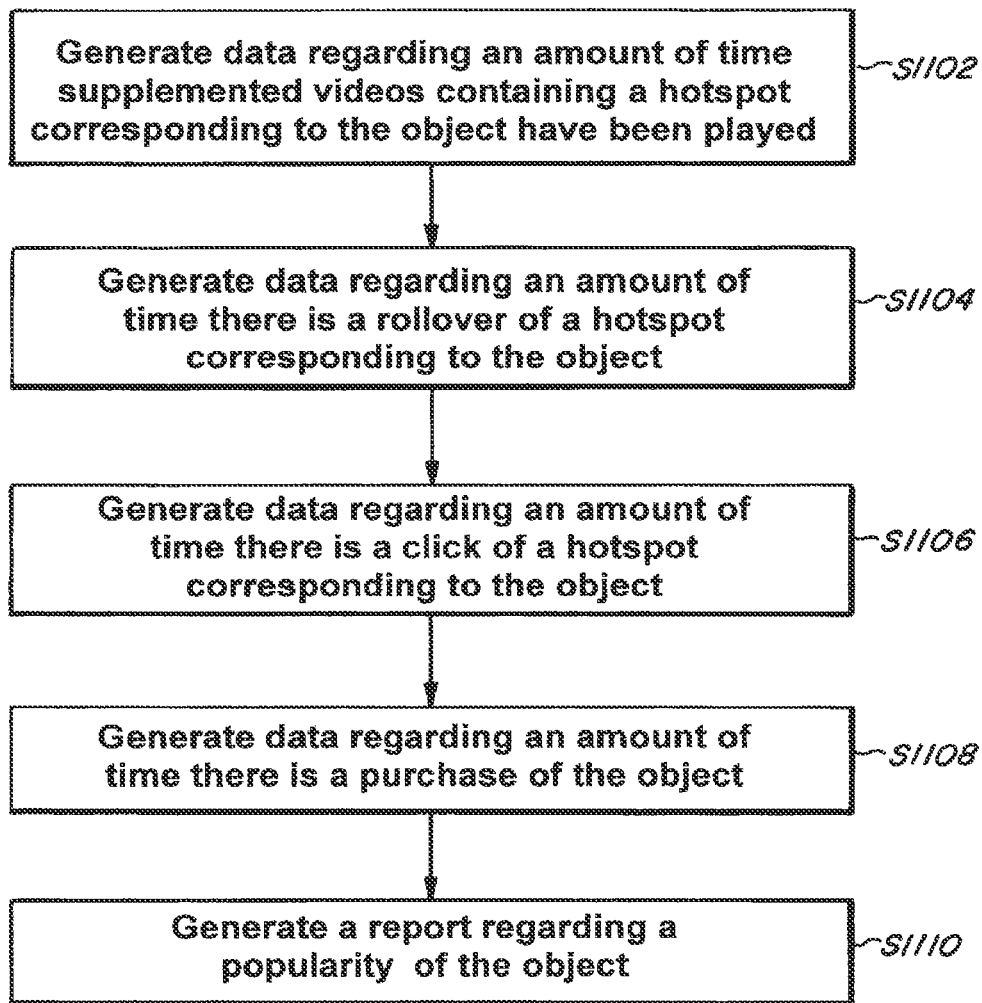 Generate data regarding an amount of time
supplemented videos containing a hotspot
corresponding to the object have been played
S1102
Generate data regarding an amount of
time there is a rollover of a hotspot
corresponding to the object
S1104
Generate data regarding an amount of
time there is a click of a hotspot
corresponding to the object
S1106
Generate data regarding an amount of
time there is a purchase of the object
S1108
Generate a report regarding a
popularity of the object
S1110